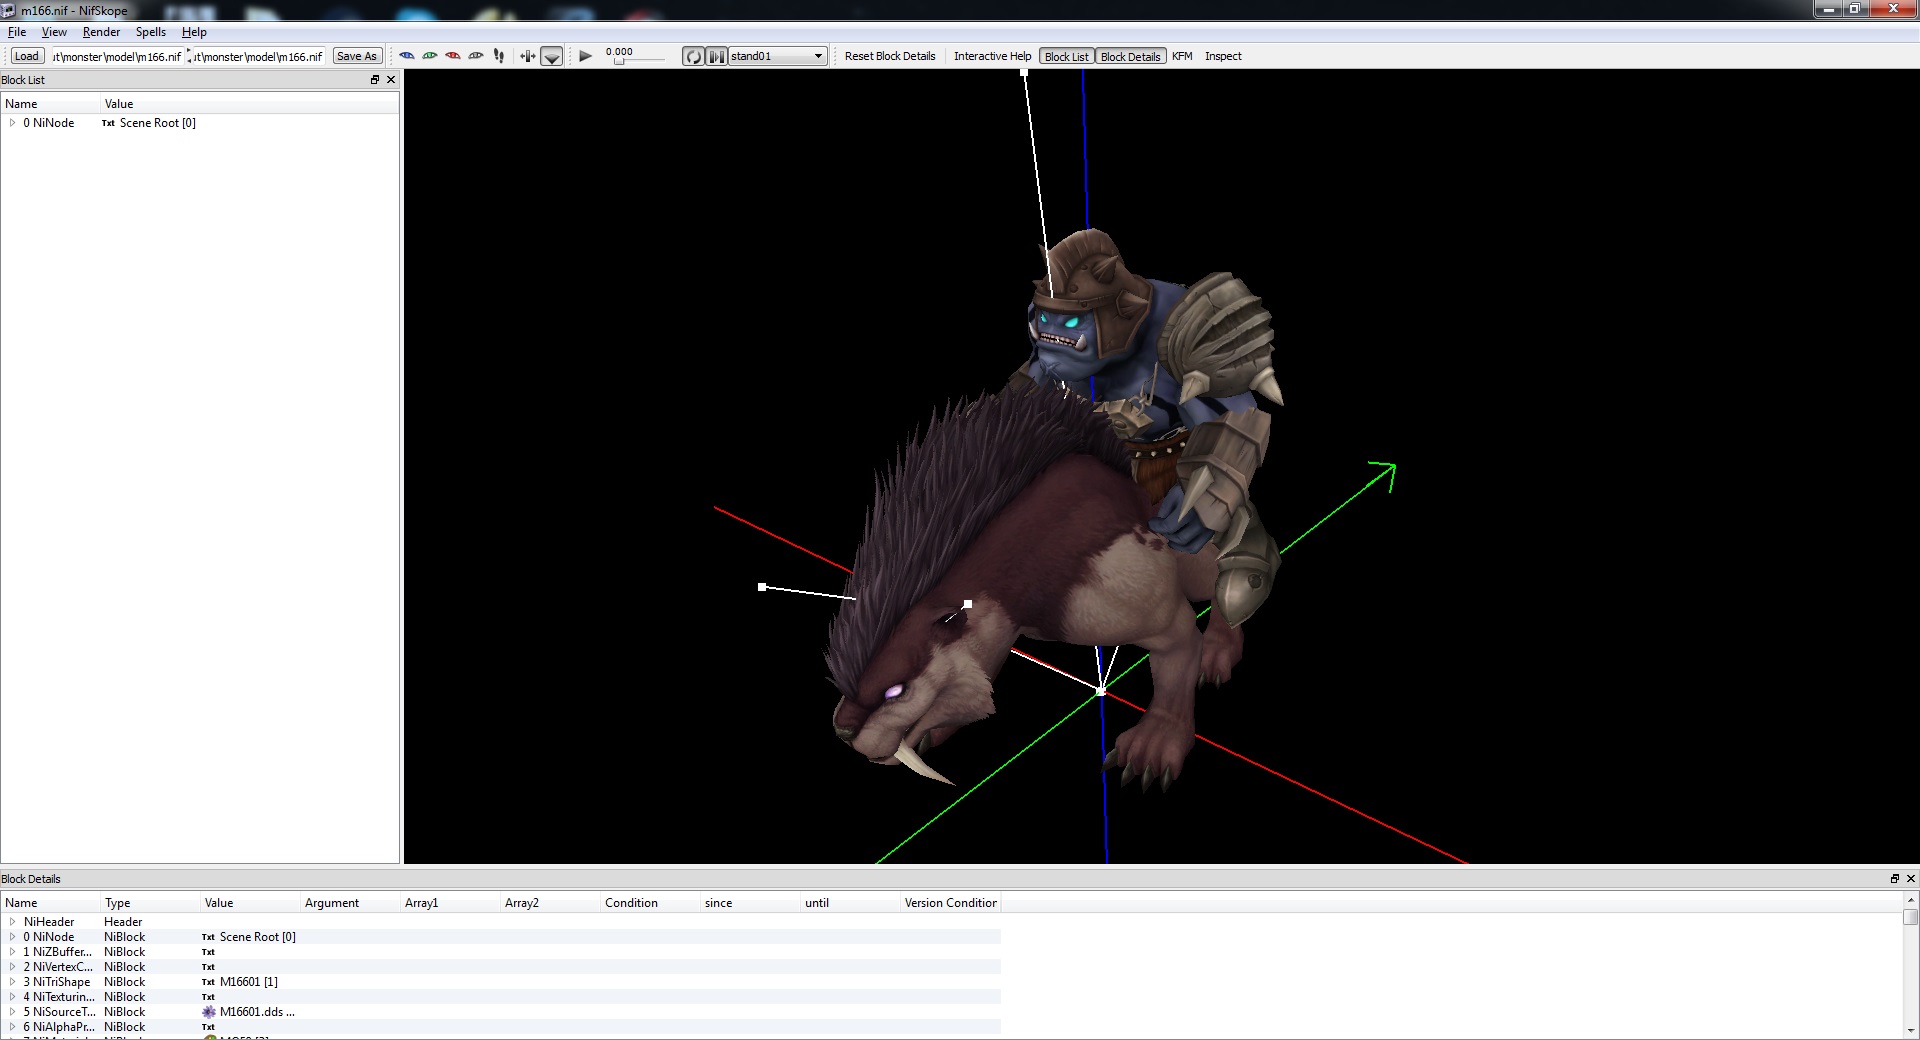 m166.nif - NifSkope
File View Render Spells Help
Load ut\monster\model\m166.nif ut\monster\model\m166.nif Save As 0.000 stand01 Reset Block Details Interactive Help Block List Block Details KFM Inspect
Block List
Name Value
0 NiNode Txt Scene Root [0]
Block Details
Name Type Value Argument Array1 Array2 Condition since until Version Condition
NiHeader Header
0 NiNode NiBlock Txt Scene Root [0]
1 NiZBuffer... NiBlock Txt
2 NiVertexC... NiBlock Txt
3 NiTriShape NiBlock Txt M16601 [1]
4 NiTexturin... NiBlock Txt
5 NiSourceT... NiBlock M16601.dds ...
6 NiAlphaPr... NiBlock Txt